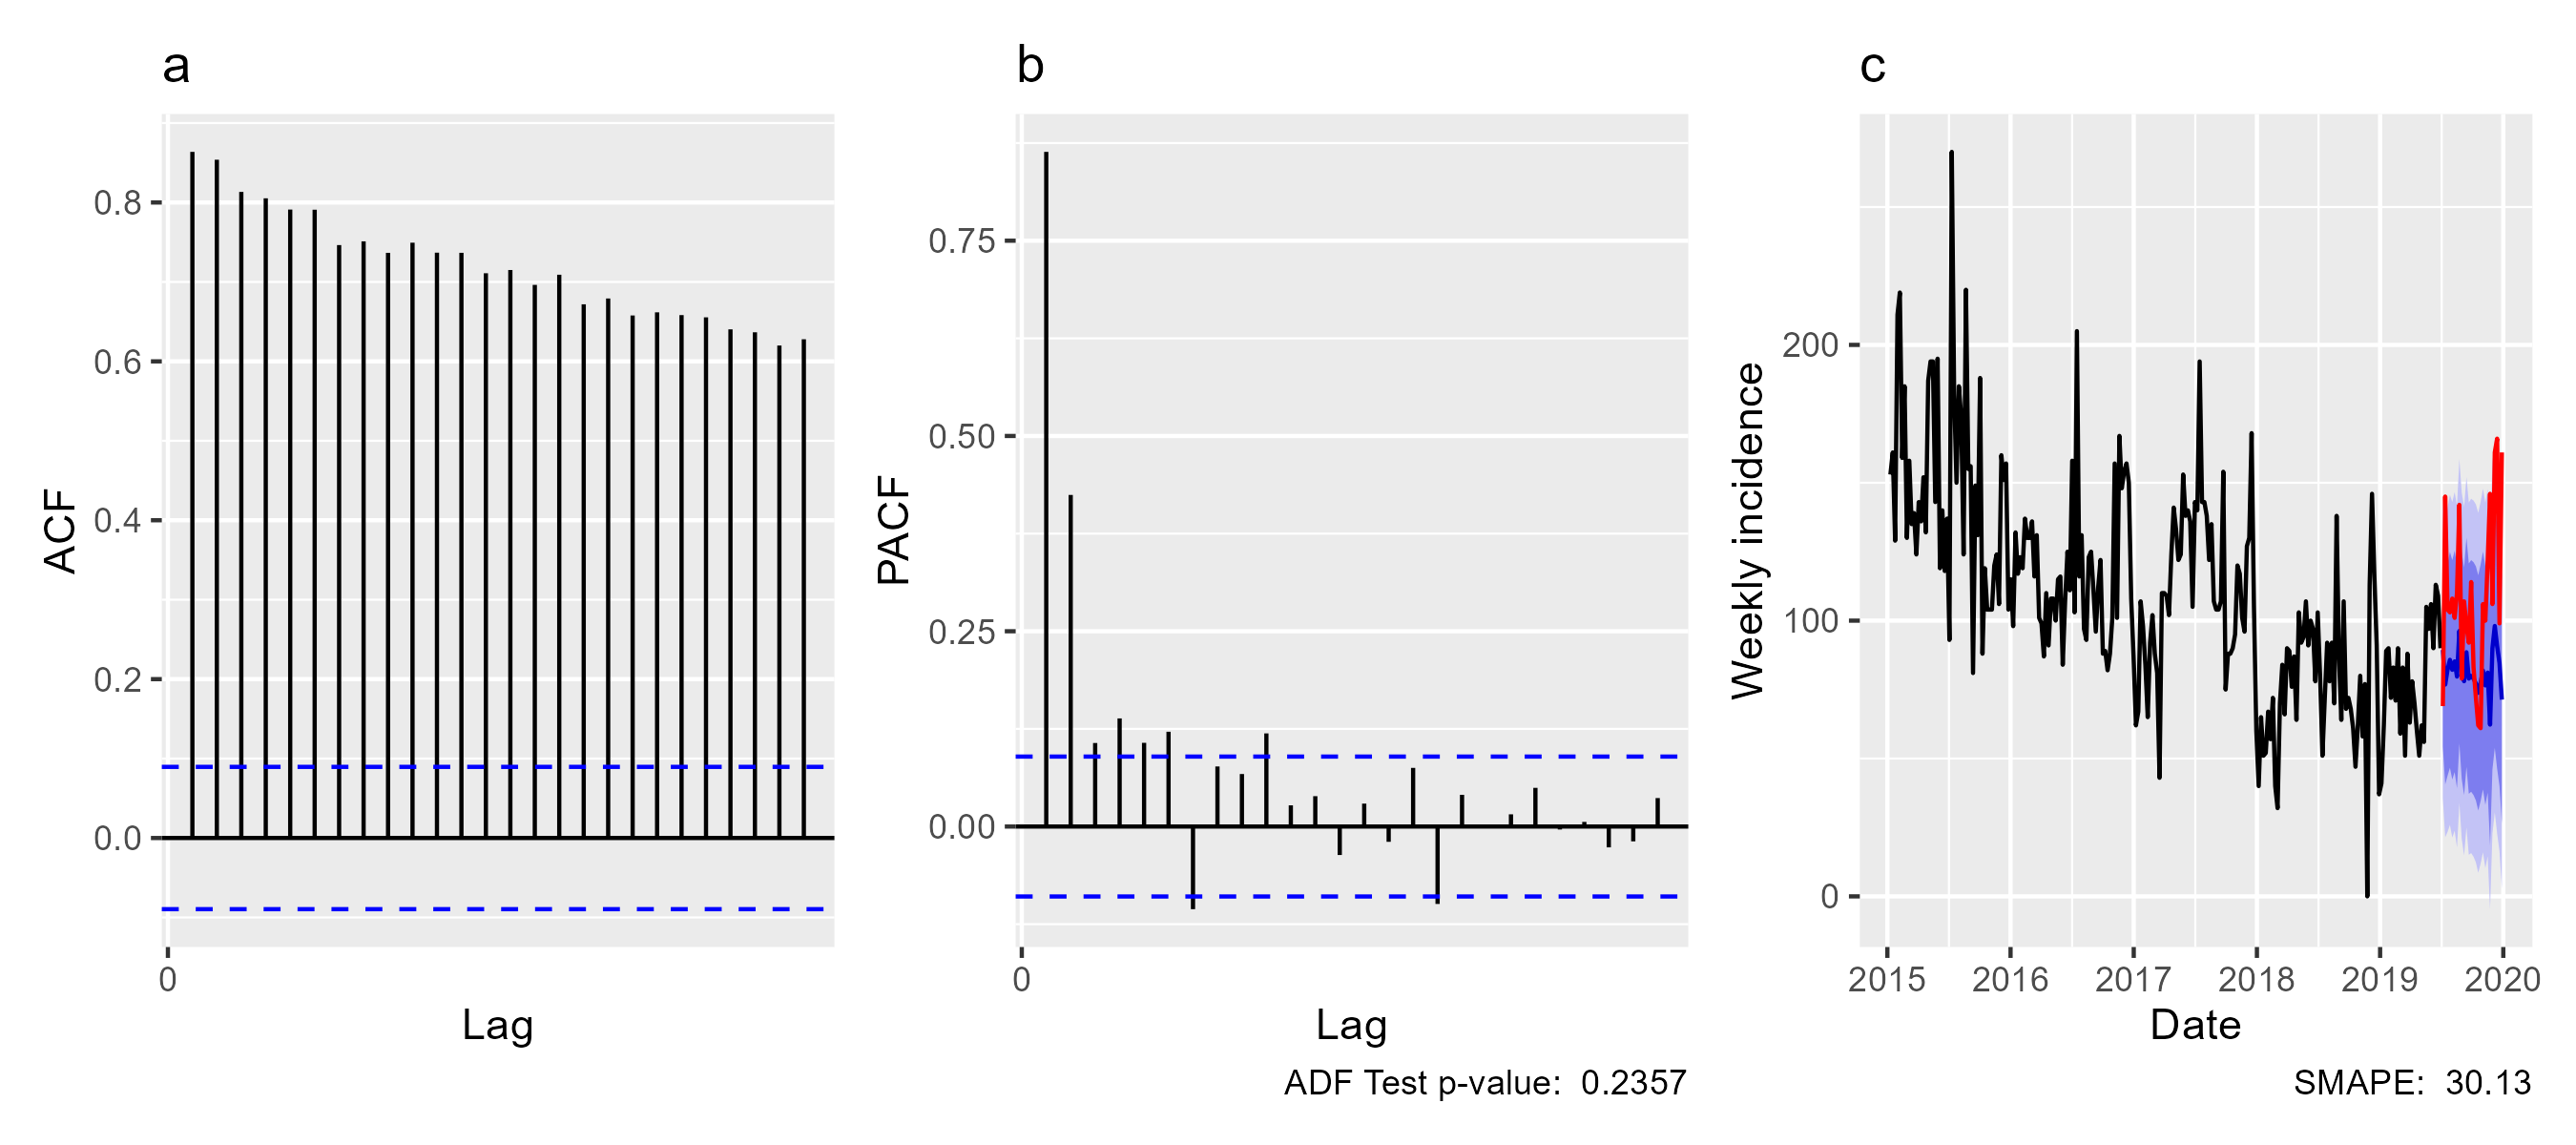 a
ACF
0.8
0.6
0.4
0.2
0.0
0
Lag
b
PACF
0.75
0.50
0.25
0.00
0
Lag
ADF Test p-value: 0.2357
c
Weekly incidence
200
100
0
2015 2016 2017 2018 2019 2020
Date
SMAPE: 30.13